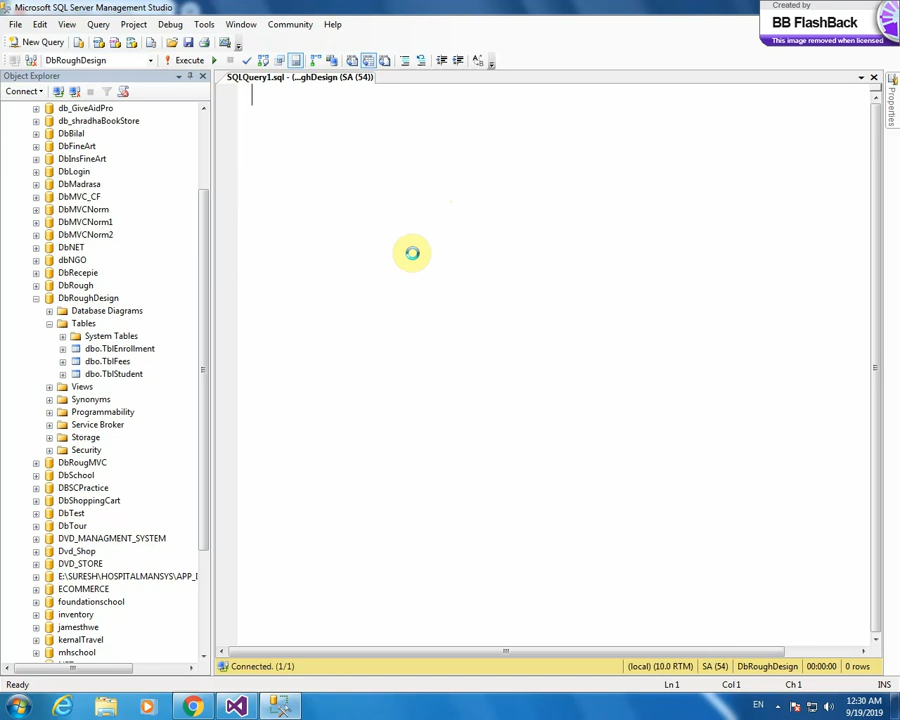 Microsoft SQL Server Management Studio
Created by
BB FlashBack
This image removed when licensed
File Edit View Query Project Debug Tools Window Community Help
New Query
DbRoughDesign
Execute
Object Explorer
SQLQuery1.sql - (...ghDesign (SA (54))
Connect
Properties
db_GiveAidPro
db_shradhaBookStore
DbBilal
DbFineArt
DbInsFineArt
DbLogin
DbMadrasa
DbMVC_CF
DbMVCNorm
DbMVCNorm1
DbMVCNorm2
DbNET
dbNGO
DbRecepie
DbRough
DbRoughDesign
Database Diagrams
Tables
System Tables
dbo.TblEnrollment
dbo.TblFees
dbo.TblStudent
Views
Synonyms
Programmability
Service Broker
Storage
Security
DbRougMVC
DbSchool
DBSCPractice
DbShoppingCart
DbTest
DbTour
DVD_MANAGMENT_SYSTEM
Dvd_Shop
DVD_STORE
E:\SURESH\HOSPITALMANSYS\APP_D
ECOMMERCE
foundationschool
inventory
jamesthwe
kemalTravel
mhschool
Connected. (1/1)
(local) (10.0 RTM) SA (54) DbRoughDesign 00:00:00 0 rows
Ready
Ln 1 Col 1 Ch 1 INS
EN
12:30 AM
9/19/2019